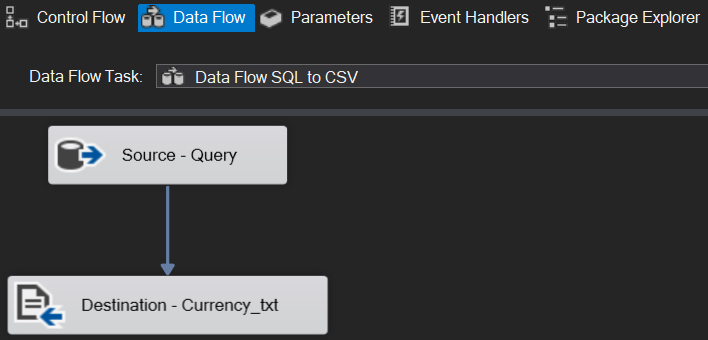 Control Flow Data Flow Parameters Event Handlers Package Explorer
Data Flow Task: Data Flow SQL to CSV
Source - Query
Destination - Currency_txt